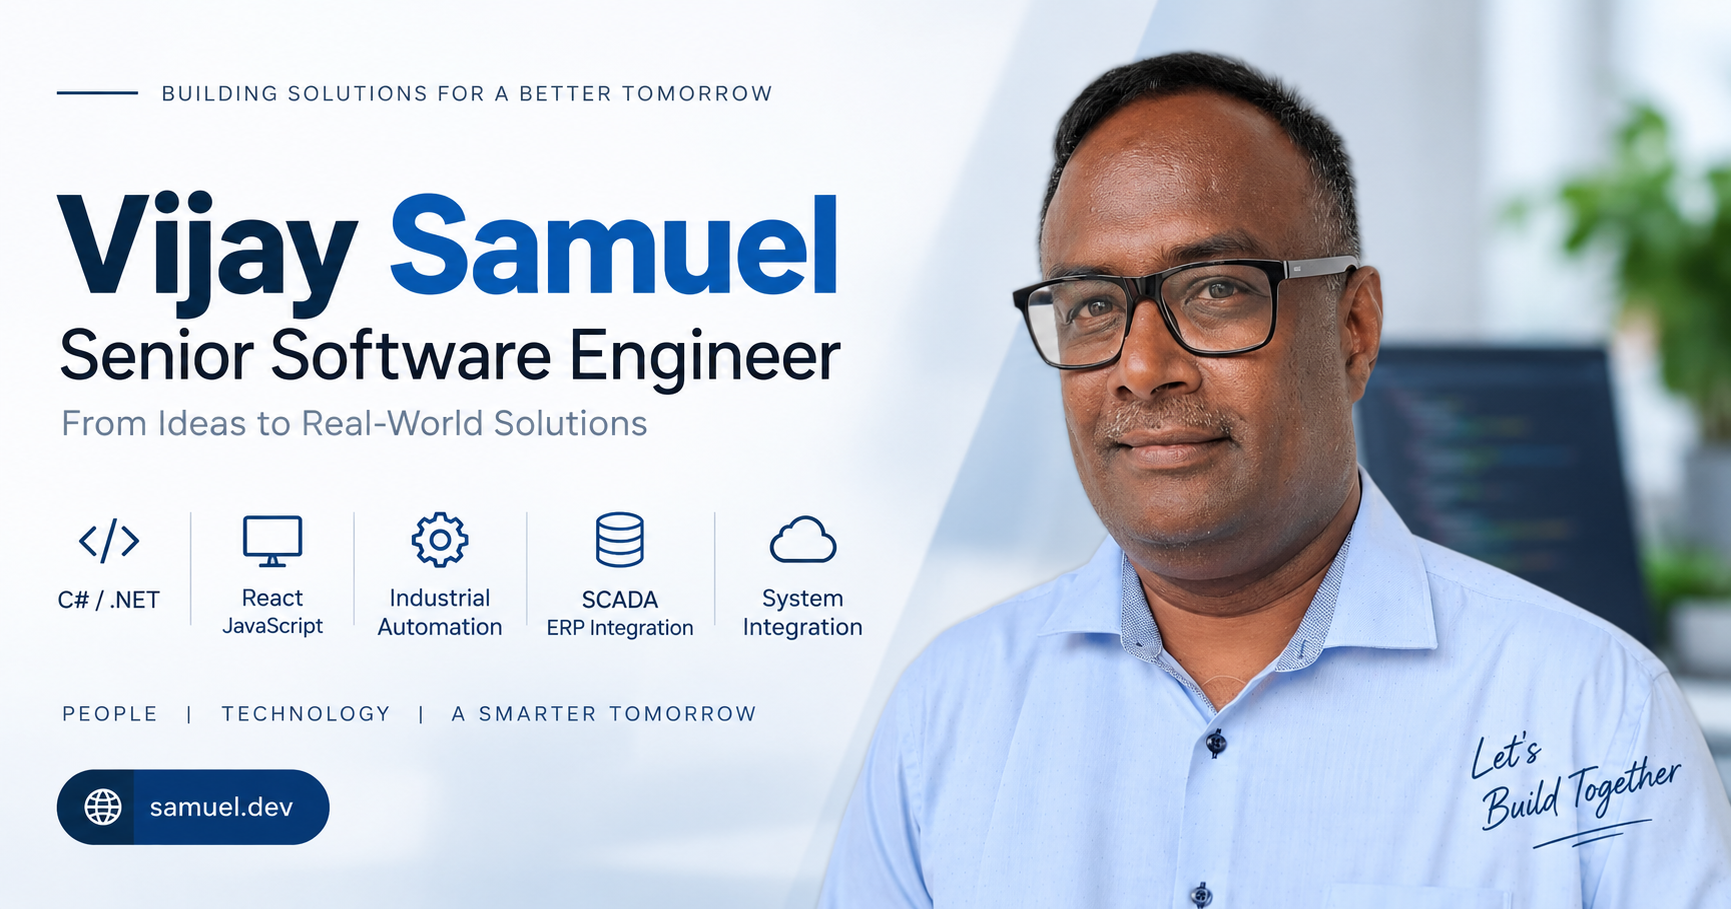 BUILDING SOLUTIONS FOR A BETTER TOMORROW
Vijay Samuel
Senior Software Engineer
From Ideas to Real-World Solutions
C# / .NET
React
JavaScript
Industrial
Automation
SCADA
ERP Integration
System
Integration
PEOPLE | TECHNOLOGY | A SMARTER TOMORROW
samuel.dev
Let's
Build Together